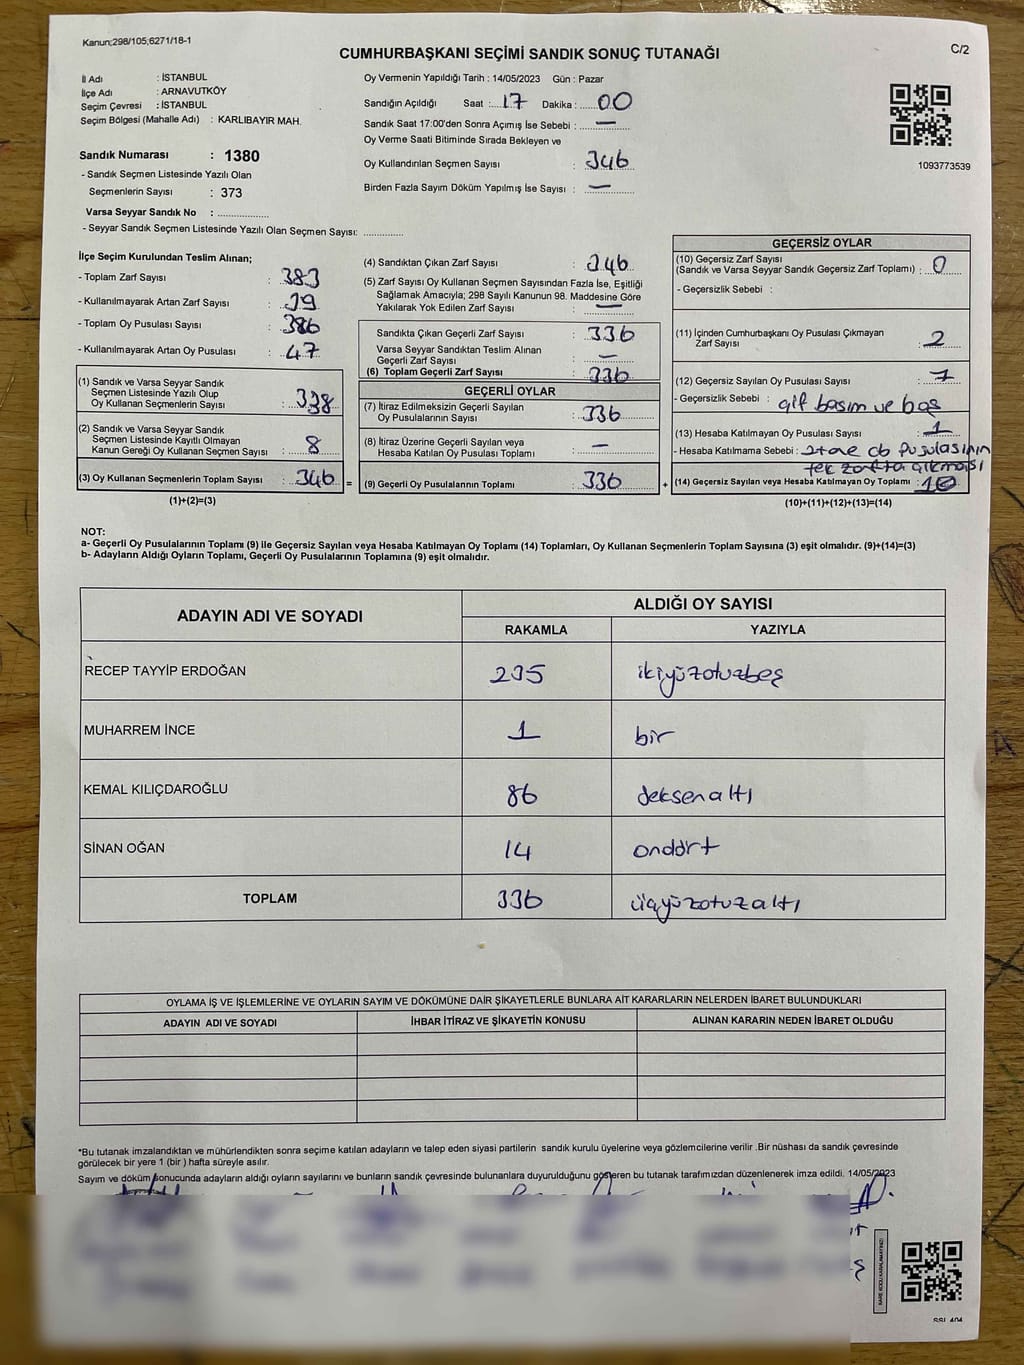 Kanun;298/105;6271/18-1
C/2
CUMHURBAŞKANI SEÇİMİ SANDIK SONUÇ TUTANAĞI
İl Adı : İSTANBUL
İlçe Adı : ARNAVUTKÖY
Seçim Çevresi : İSTANBUL
Seçim Bölgesi (Mahalle Adı) : KARLIBAYIR MAH.
Sandık Numarası : 1380
- Sandık Seçmen Listesinde Yazılı Olan
Seçmenlerin Sayısı : 373
Varsa Seyyar Sandık No : ..................
- Seyyar Sandık Seçmen Listesinde Yazılı Olan Seçmen Sayısı: ..............
Oy Vermenin Yapıldığı Tarih : 14/05/2023 Gün : Pazar
Sandığın Açıldığı Saat : 17 Dakika : 00
Sandık Saat 17:00'den Sonra Açımış İse Sebebi : —
Oy Verme Saati Bitiminde Sırada Bekleyen ve
Oy Kullandırılan Seçmen Sayısı : 346
Birden Fazla Sayım Döküm Yapılmış İse Sayısı : —
1093773539
İlçe Seçim Kurulundan Teslim Alınan;
- Toplam Zarf Sayısı : 383
- Kullanılmayarak Artan Zarf Sayısı : 39
- Toplam Oy Pusulası Sayısı : 386
- Kullanılmayarak Artan Oy Pusulası : 47
(1) Sandık ve Varsa Seyyar Sandık
Seçmen Listesinde Yazılı Olup
Oy Kullanan Seçmenlerin Sayısı : 338
(2) Sandık ve Varsa Seyyar Sandık
Seçmen Listesinde Kayıtlı Olmayan
Kanun Gereği Oy Kullanan Seçmen Sayısı : 8
(3) Oy Kullanan Seçmenlerin Toplam Sayısı : 346 =
(1)+(2)=(3)
(4) Sandıktan Çıkan Zarf Sayısı : 346
(5) Zarf Sayısı Oy Kullanan Seçmen Sayısından Fazla İse, Eşitliği
Sağlamak Amacıyla; 298 Sayılı Kanunun 98. Maddesine Göre
Yakılarak Yok Edilen Zarf Sayısı : —
Sandıkta Çıkan Geçerli Zarf Sayısı : 336
Varsa Seyyar Sandıktan Teslim Alınan
Geçerli Zarf Sayısı : —
(6) Toplam Geçerli Zarf Sayısı : 336
GEÇERLİ OYLAR
(7) İtiraz Edilmeksizin Geçerli Sayılan
Oy Pusulalarının Sayısı : 336
(8) İtiraz Üzerine Geçerli Sayılan veya
Hesaba Katılan Oy Pusulası Toplamı : —
(9) Geçerli Oy Pusulalarının Toplamı : 336 +
GEÇERSİZ OYLAR
(10) Geçersiz Zarf Sayısı
(Sandık ve Varsa Seyyar Sandık Geçersiz Zarf Toplamı) : 0
- Geçersizlik Sebebi :
(11) İçinden Cumhurbaşkanı Oy Pusulası Çıkmayan
Zarf Sayısı : 2
(12) Geçersiz Sayılan Oy Pusulası Sayısı : 7
- Geçersizlik Sebebi : çift basım ve boş
(13) Hesaba Katılmayan Oy Pusulası Sayısı : 1
- Hesaba Katılmama Sebebi : 2 tane cb pusulasının
tek zarfta çıkması
(14) Geçersiz Sayılan veya Hesaba Katılmayan Oy Toplamı : 10
(10)+(11)+(12)+(13)=(14)
NOT:
a- Geçerli Oy Pusulalarının Toplamı (9) ile Geçersiz Sayılan veya Hesaba Katılmayan Oy Toplamı (14) Toplamları, Oy Kullanan Seçmenlerin Toplam Sayısına (3) eşit olmalıdır. (9)+(14)=(3)
b- Adayların Aldığı Oyların Toplamı, Geçerli Oy Pusulalarının Toplamına (9) eşit olmalıdır.
ADAYIN ADI VE SOYADI ALDIĞI OY SAYISI
RAKAMLA YAZIYLA
RECEP TAYYİP ERDOĞAN 235 ikiyüzotuzbeş
MUHARREM İNCE 1 bir
KEMAL KILIÇDAROĞLU 86 seksenaltı
SİNAN OĞAN 14 ondört
TOPLAM 336 üçyüzotuzaltı
OYLAMA İŞ VE İŞLEMLERİNE VE OYLARIN SAYIM VE DÖKÜMÜNE DAİR ŞİKAYETLERLE BUNLARA AİT KARARLARIN NELERDEN İBARET BULUNDUKLARI
ADAYIN ADI VE SOYADI İHBAR İTİRAZ VE ŞİKAYETİN KONUSU ALINAN KARARIN NEDEN İBARET OLDUĞU
*Bu tutanak imzalandıktan ve mühürlendikten sonra seçime katılan adayların ve talep eden siyasi partilerin sandık kurulu üyelerine veya gözlemcilerine verilir .Bir nüshası da sandık çevresinde
görülecek bir yere 1 (bir ) hafta süreyle asılır.
Sayım ve döküm sonucunda adayların aldığı oyların sayılarını ve bunların sandık çevresinde bulunanlara duyurulduğunu gösteren bu tutanak tarafımızdan düzenlenerek imza edildi. 14/05/2023